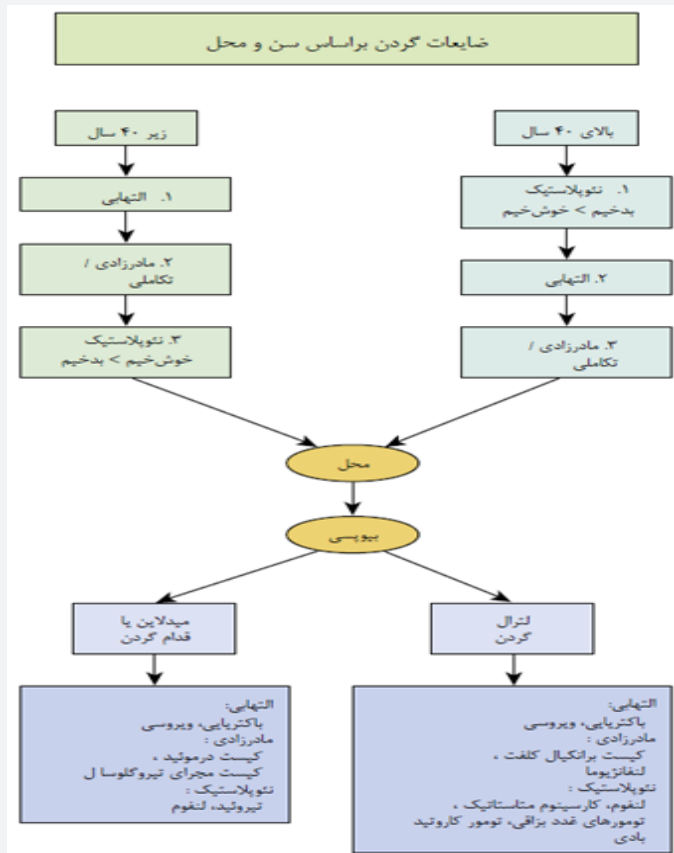 ضایعات گردن براساس سن و محل
بالای ۴۰ سال
۱. نئوپلاستیک
بدخیم > خوش‌خیم
۲. التهابی
۳. مادرزادی /
تکاملی
زیر ۴۰ سال
۱. التهابی
۲. مادرزادی /
تکاملی
۳. نئوپلاستیک
خوش‌خیم > بدخیم
محل
بیوپسی
لترال
گردن
التهابی:
باکتریایی، ویروسی
مادرزادی :
کیست برانکیال کلفت ،
لنفانژیوما
نئوپلاستیک :
لنفوم، کارسینوم متاستاتیک ،
تومورهای غدد بزاقی، تومور کاروتید
بادی
میدلاین یا
قدام گردن
التهابی:
باکتریایی، ویروسی
مادرزادی :
کیست درموئید ،
کیست مجرای تیروگلوسا ل
نئوپلاستیک :
تیروئید، لنفوم